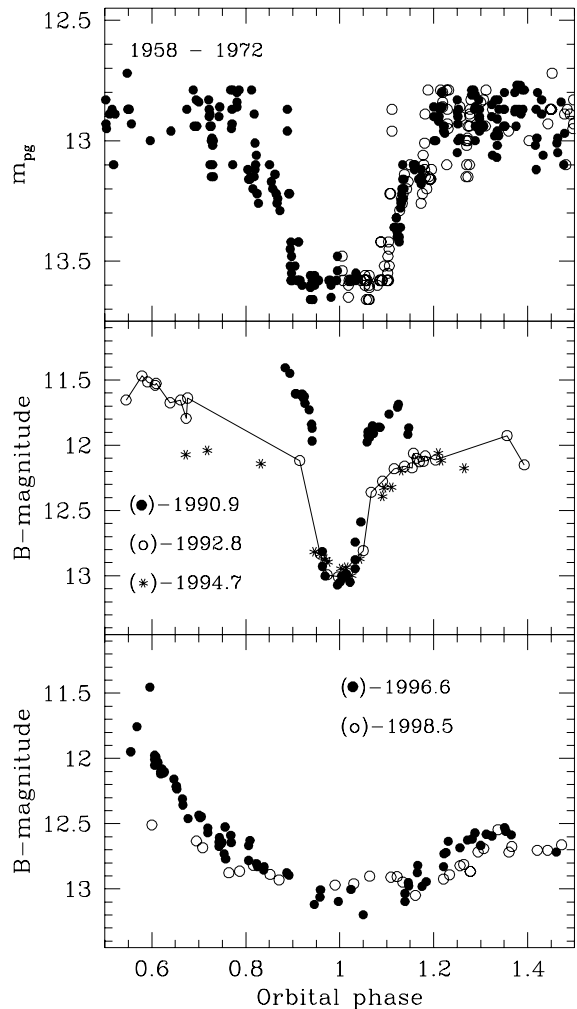 12.5
1958 − 1972
13
m_pg
13.5
11.5
12
B−magnitude
12.5
(●)−1990.9
(○)−1992.8
13
(*)−1994.7
11.5
(●)−1996.6
(○)−1998.5
12
B−magnitude
12.5
13
0.6 0.8 1 1.2 1.4
Orbital phase